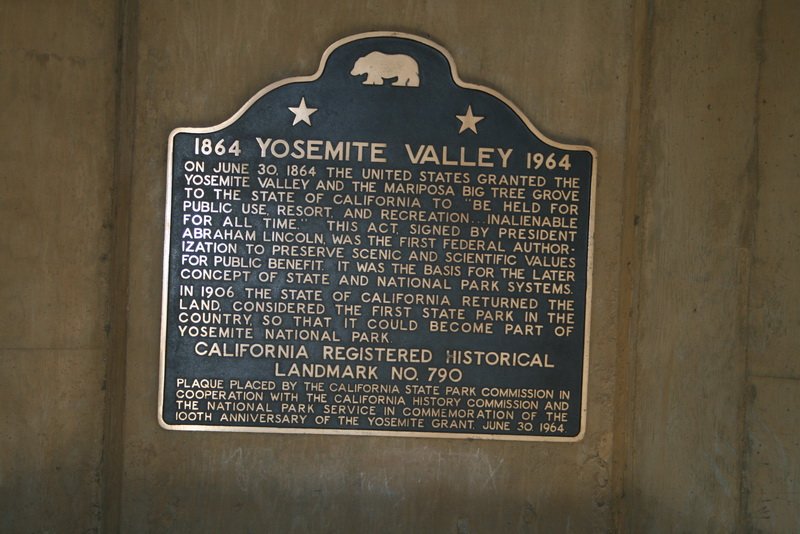 1864 YOSEMITE VALLEY 1964
ON JUNE 30, 1864 THE UNITED STATES GRANTED THE
YOSEMITE VALLEY AND THE MARIPOSA BIG TREE GROVE
TO THE STATE OF CALIFORNIA TO "BE HELD FOR
PUBLIC USE, RESORT, AND RECREATION...INALIENABLE
FOR ALL TIME." THIS ACT, SIGNED BY PRESIDENT
ABRAHAM LINCOLN, WAS THE FIRST FEDERAL AUTHOR-
IZATION TO PRESERVE SCENIC AND SCIENTIFIC VALUES
FOR PUBLIC BENEFIT. IT WAS THE BASIS FOR THE LATER
CONCEPT OF STATE AND NATIONAL PARK SYSTEMS.
IN 1906 THE STATE OF CALIFORNIA RETURNED THE
LAND, CONSIDERED THE FIRST STATE PARK IN THE
COUNTRY, SO THAT IT COULD BECOME PART OF
YOSEMITE NATIONAL PARK.
CALIFORNIA REGISTERED HISTORICAL
LANDMARK NO. 790
PLAQUE PLACED BY THE CALIFORNIA STATE PARK COMMISSION IN
COOPERATION WITH THE CALIFORNIA HISTORY COMMISSION AND
THE NATIONAL PARK SERVICE IN COMMEMORATION OF THE
100TH ANNIVERSARY OF THE YOSEMITE GRANT, JUNE 30, 1964.